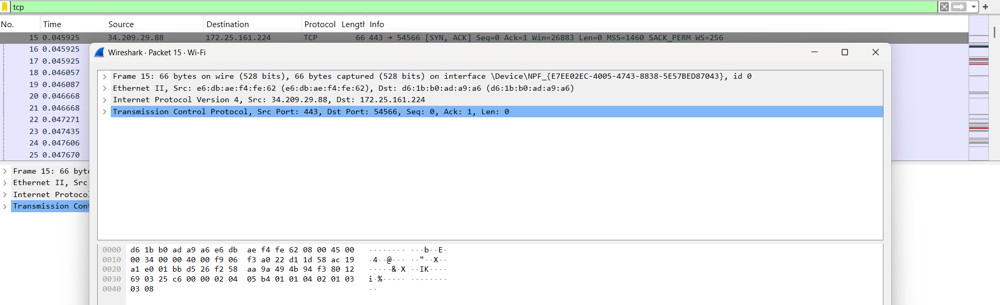 tcp
No. Time Source Destination Protocol Length Info
15 0.045925 34.209.29.88 172.25.161.224 TCP 66 443 → 54566 [SYN, ACK] Seq=0 Ack=1 Win=26883 Len=0 MSS=1460 SACK_PERM WS=256
16 0.045925
17 0.045925
18 0.046057
19 0.046087
20 0.046668
21 0.046668
22 0.047271
23 0.047435
24 0.047606
25 0.047670
Frame 15: 66 byte
Ethernet II, Src
Internet Protoco
Transmission Con
Wireshark · Packet 15 · Wi-Fi
Frame 15: 66 bytes on wire (528 bits), 66 bytes captured (528 bits) on interface \Device\NPF_{E7EE02EC-4005-4743-8838-5E57BED87043}, id 0
Ethernet II, Src: e6:db:ae:f4:fe:62 (e6:db:ae:f4:fe:62), Dst: d6:1b:b0:ad:a9:a6 (d6:1b:b0:ad:a9:a6)
Internet Protocol Version 4, Src: 34.209.29.88, Dst: 172.25.161.224
Transmission Control Protocol, Src Port: 443, Dst Port: 54566, Seq: 0, Ack: 1, Len: 0
0000 d6 1b b0 ad a9 a6 e6 db ae f4 fe 62 08 00 45 00 ········ ···b··E·
0010 00 34 00 00 40 00 f9 06 f3 a0 22 d1 1d 58 ac 19 ·4··@··· ··"··X··
0020 a1 e0 01 bb d5 26 f2 58 aa 9a 49 4b 94 f3 80 12 ·····&·X ··IK····
0030 69 03 25 c6 00 00 02 04 05 b4 01 01 04 02 01 03 i·%····· ········
0040 03 08 ··